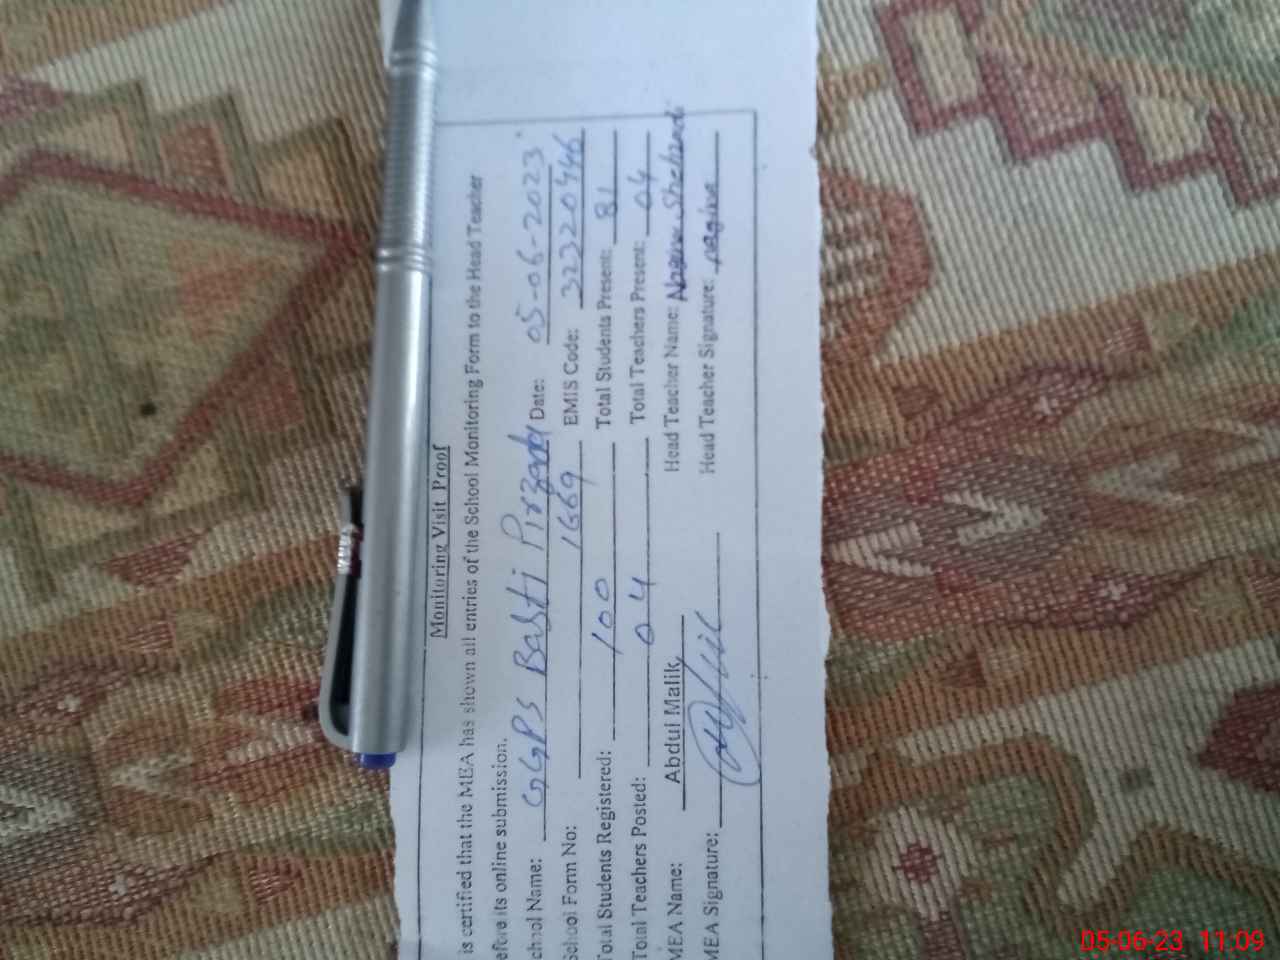 Monitoring Visit Proof
is certified that the MEA has shown all entries of the School Monitoring Form to the Head Teacher
efore its online submission.
chool Name: GGPS Basti Date: 05-06-2023
School Form No: 1669 EMIS Code: 32320446
Total Students Registered: 100 Total Students Present: 81
Total Teachers Posted: 04 Total Teachers Present: 04
MEA Name: Abdul Malik Head Teacher Name:
MEA Signature: Head Teacher Signature:
05-06-23 11:09